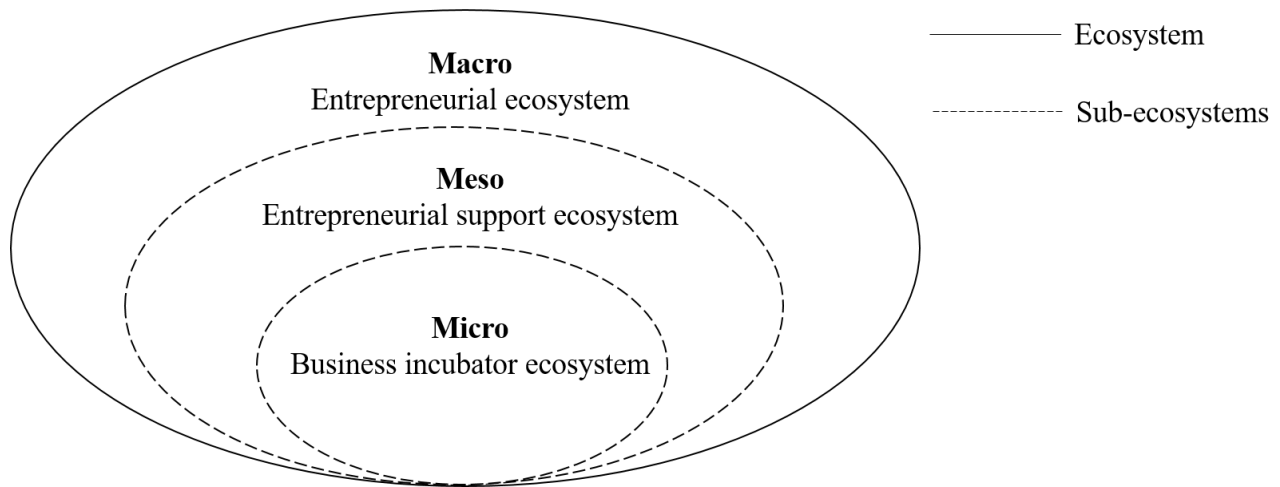 Macro
Entrepreneurial ecosystem
Meso
Entrepreneurial support ecosystem
Micro
Business incubator ecosystem
Ecosystem
Sub-ecosystems